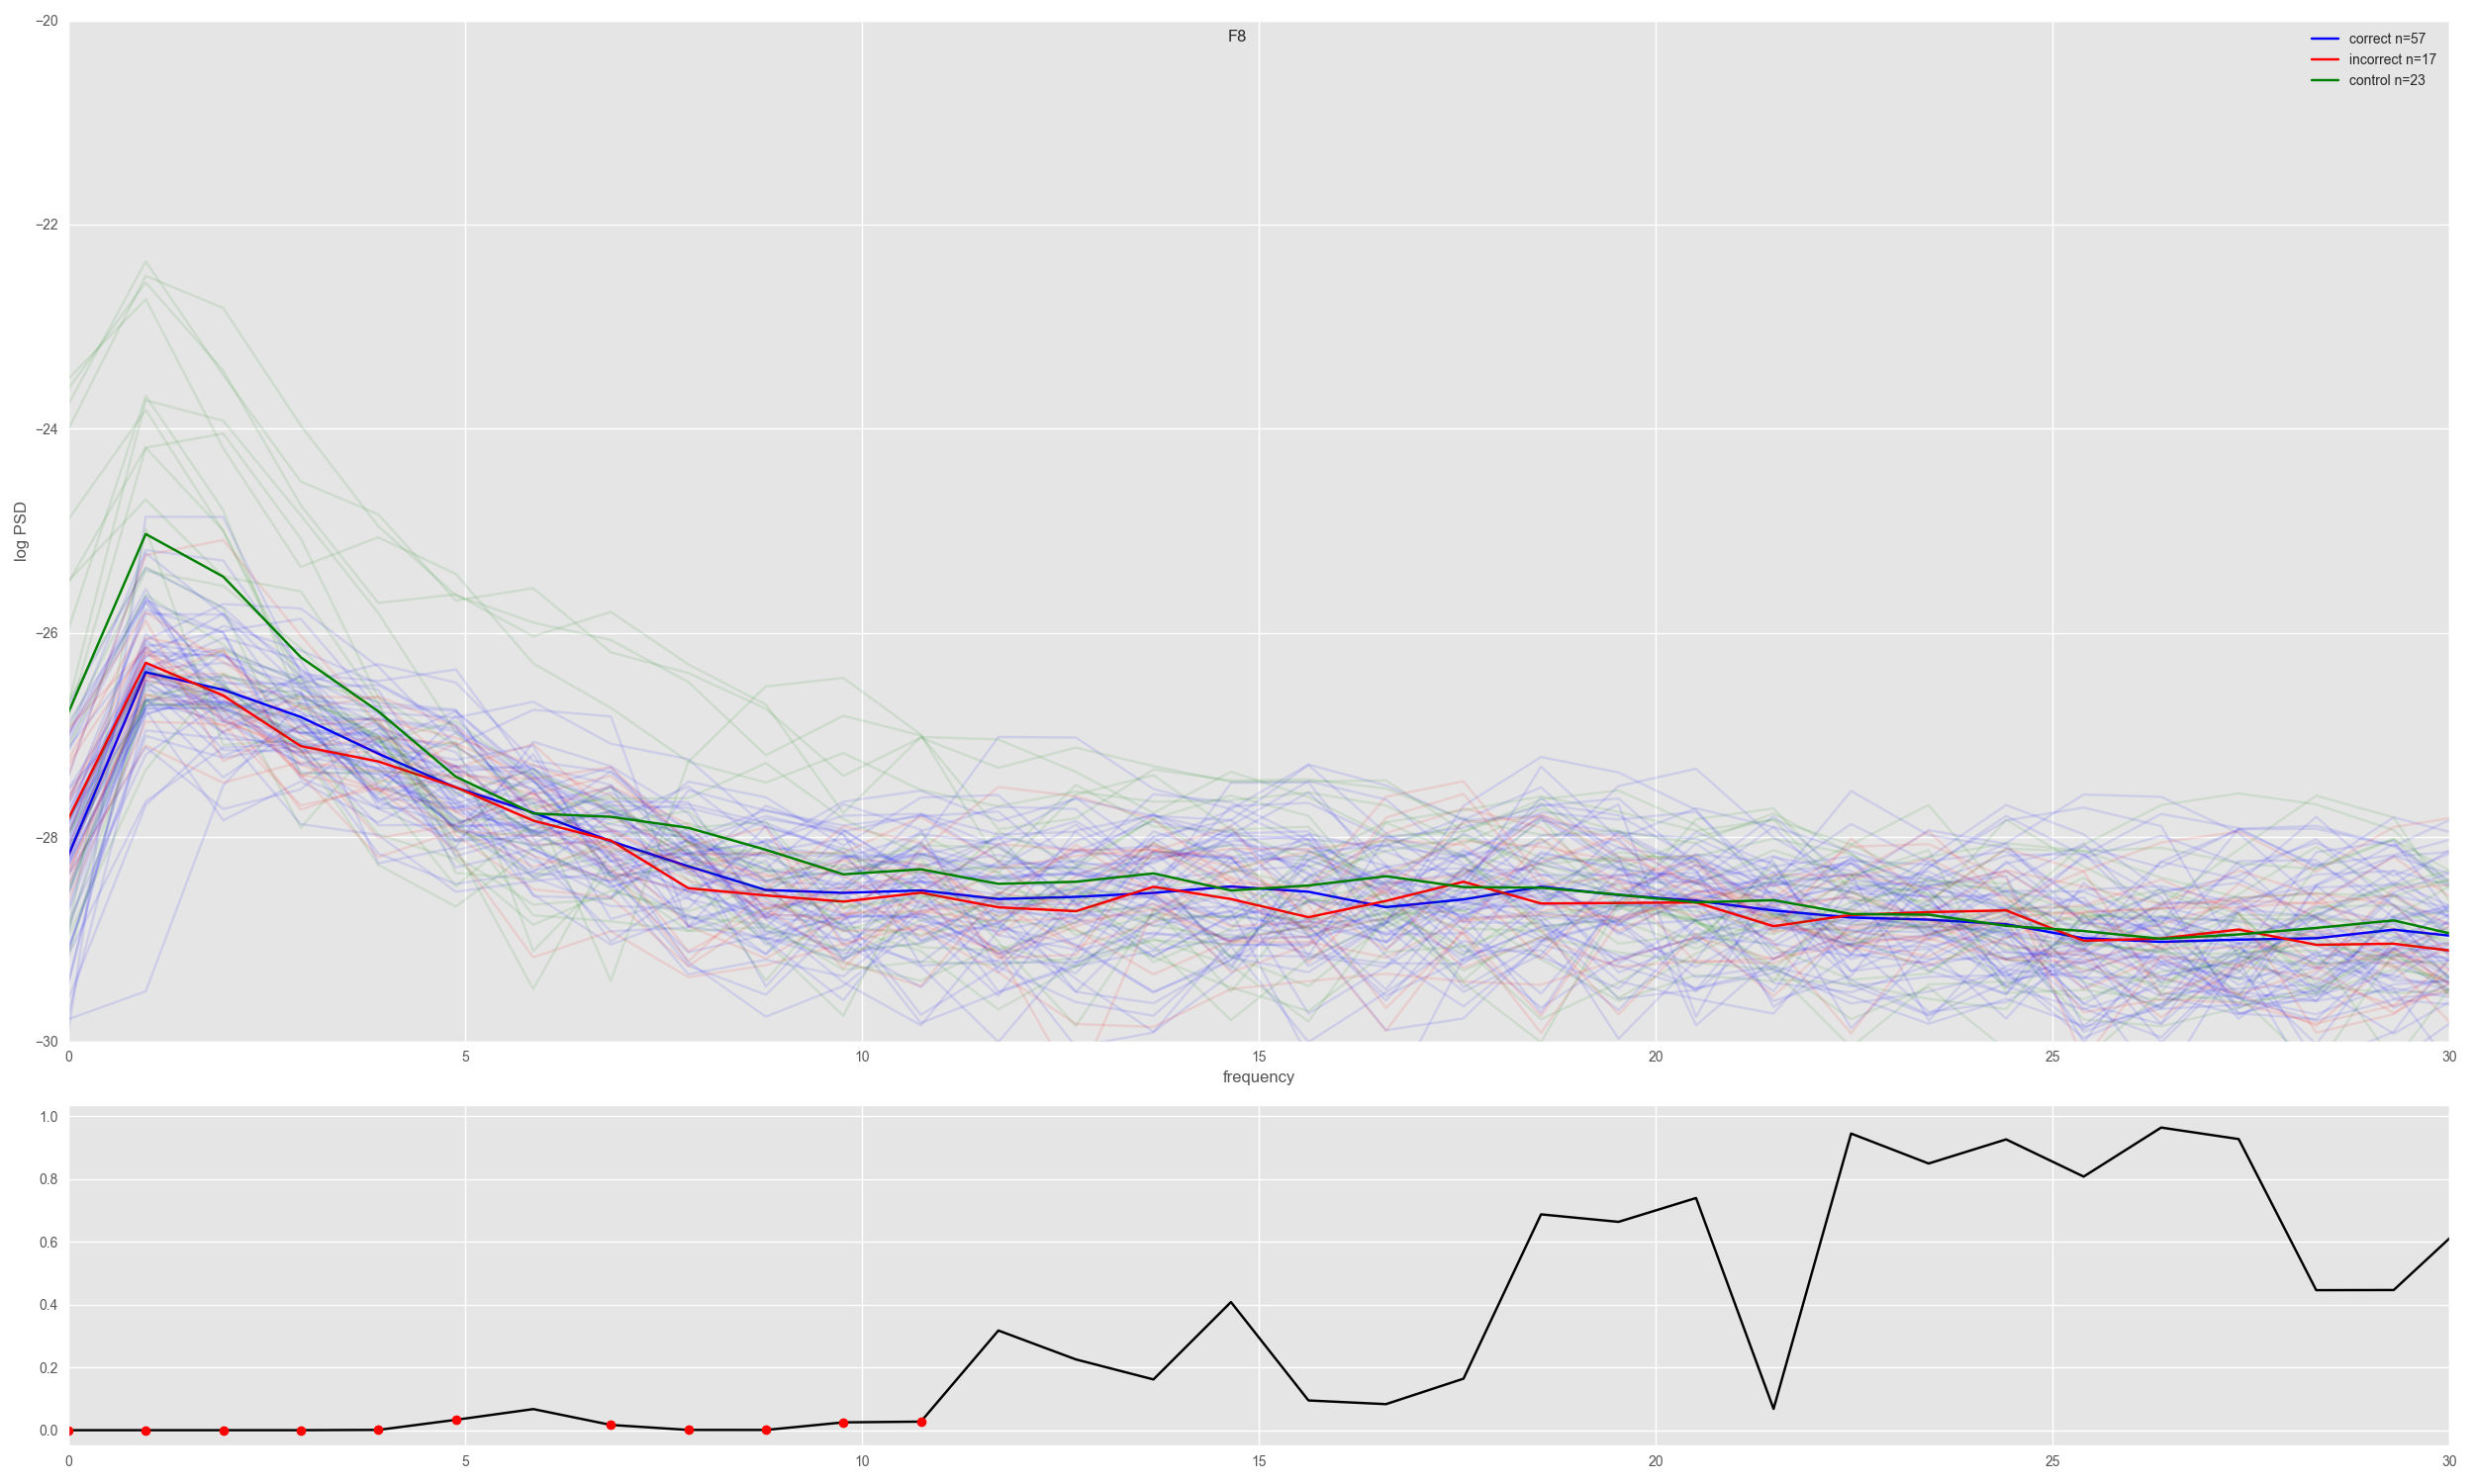 F8
correct n=57
incorrect n=17
control n=23
−20
−22
−24
−26
−28
−30
log PSD
0 5 10 15 20 25 30
frequency
1.0
0.8
0.6
0.4
0.2
0.0
0 5 10 15 20 25 30